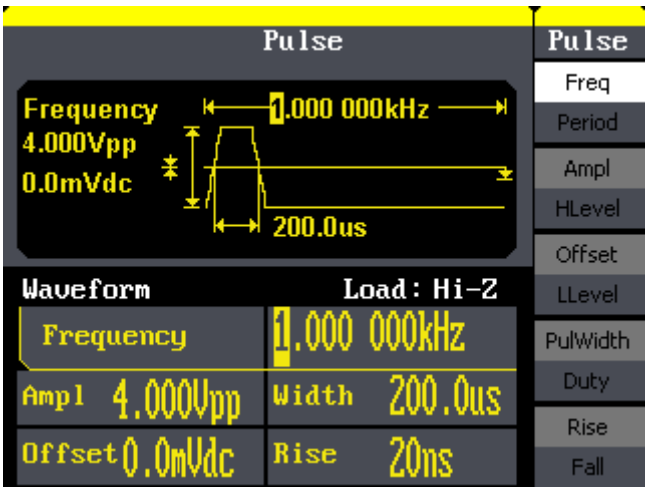 Pulse
Frequency 1.000 000kHz
4.000Vpp
0.0mVdc
200.0us
Waveform Load: Hi-Z
Frequency 1.000 000kHz
Ampl 4.000Vpp Width 200.0us
Offset 0.0mVdc Rise 20ns
Pulse
Freq
Period
Ampl
HLevel
Offset
LLevel
PulWidth
Duty
Rise
Fall